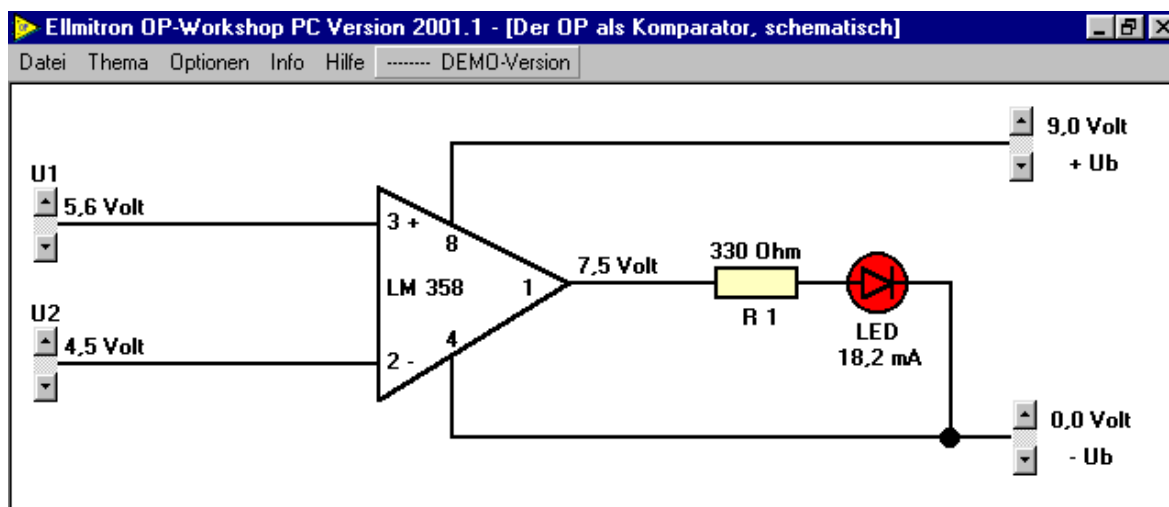 Ellmitron OP-Workshop PC Version 2001.1 - [Der OP als Komparator, schematisch]
Datei Thema Optionen Info Hilfe -------- DEMO-Version
9,0 Volt
+ Ub
U1
5,6 Volt
3 +
8
7,5 Volt
330 Ohm
LM 358
1
R 1
LED
18,2 mA
U2
4,5 Volt
4
2 -
0,0 Volt
- Ub